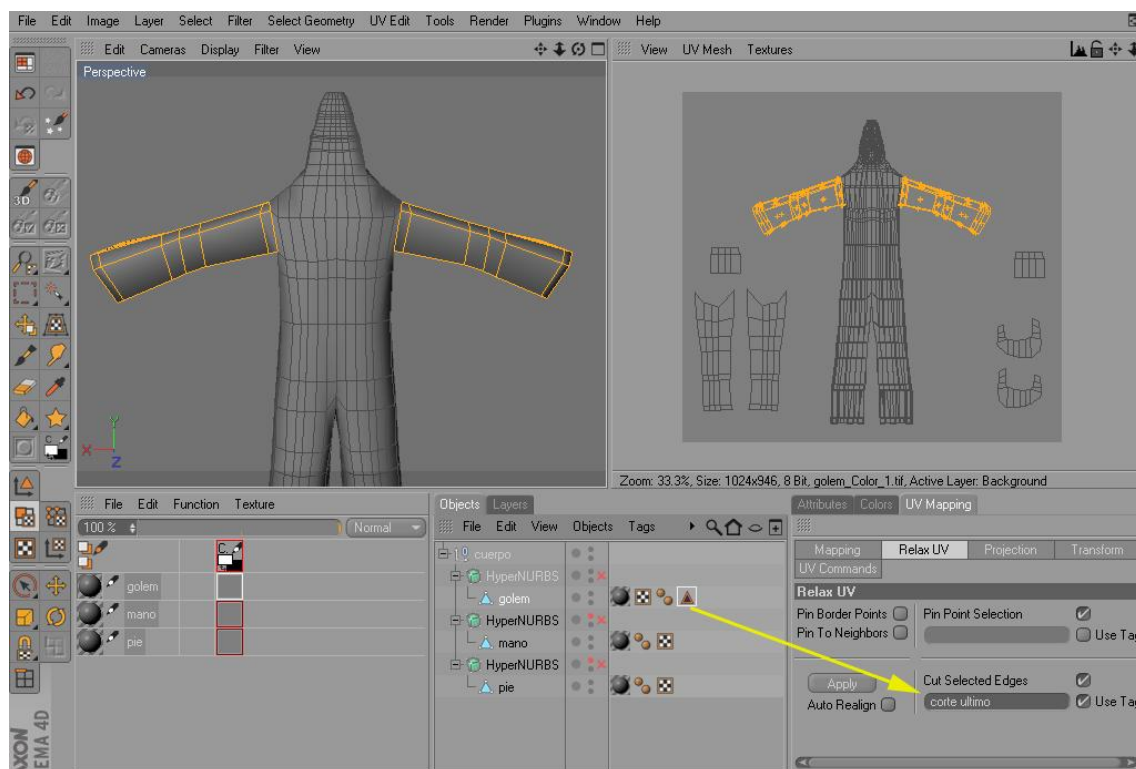 File Edit Image Layer Select Filter Select Geometry UV Edit Tools Render Plugins Window Help
Edit Cameras Display Filter View
View UV Mesh Textures
Perspective
3D
Y
X
Z
Zoom: 33.3%, Size: 1024x946, 8 Bit, golem_Color_1.tif, Active Layer: Background
File Edit Function Texture
100 % Normal
C
golem
mano
pie
Objects Layers
File Edit View Objects Tags
cuerpo
HyperNURBS
golem
HyperNURBS
mano
HyperNURBS
pie
Attributes Colors UV Mapping
Mapping Relax UV Projection Transform
UV Commands
Relax UV
Pin Border Points Pin Point Selection
Pin To Neighbors Use Tag
Apply Cut Selected Edges
Auto Realign corte ultimo Use Tag
AXON
EMA 4D